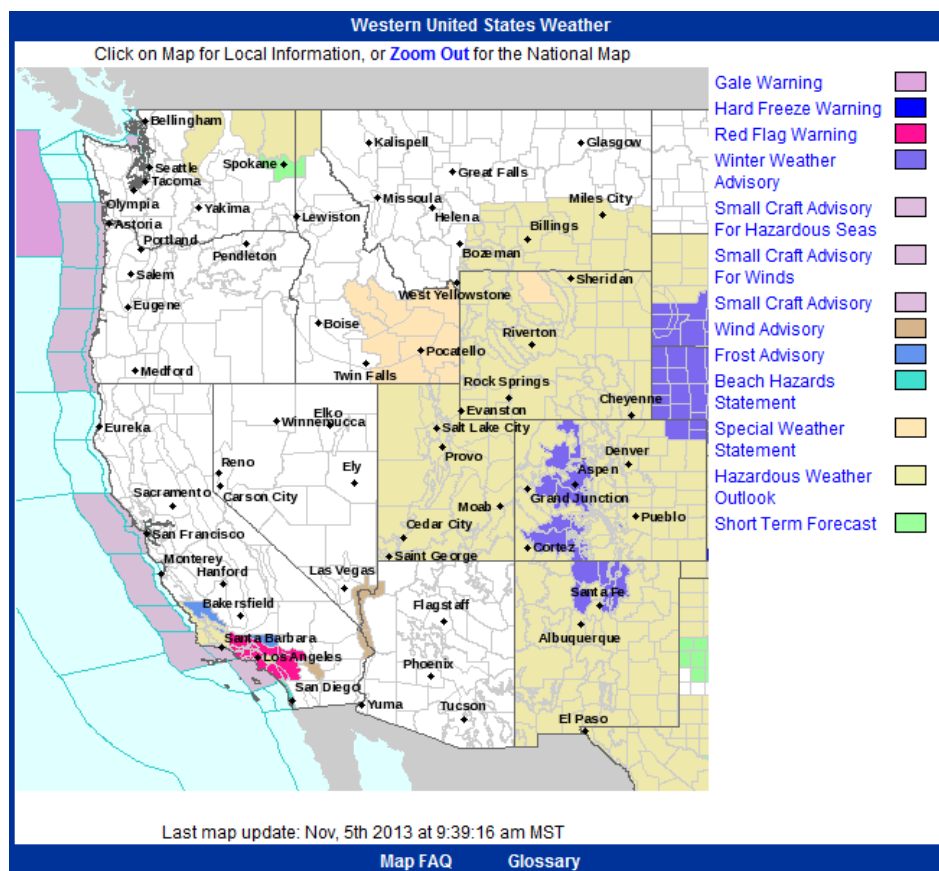 Western United States Weather
Click on Map for Local Information, or Zoom Out for the National Map
Gale Warning
Hard Freeze Warning
Red Flag Warning
Winter Weather
Advisory
Small Craft Advisory
For Hazardous Seas
Small Craft Advisory
For Winds
Small Craft Advisory
Wind Advisory
Frost Advisory
Beach Hazards
Statement
Special Weather
Statement
Hazardous Weather
Outlook
Short Term Forecast
Bellingham
Kalispell
Glasgow
Seattle
Spokane
Tacoma
Great Falls
Olympia
Yakima
Missoula
Miles City
Astoria
Lewiston
Helena
Portland
Pendleton
Bozeman
Billings
Salem
Sheridan
West Yellowstone
Eugene
Boise
Riverton
Pocatello
Medford
Twin Falls
Rock Springs
Elko
Evanston
Cheyenne
Eureka
Winnemucca
Salt Lake City
Provo
Denver
Reno
Ely
Aspen
Sacramento
Carson City
Moab
Grand Junction
San Francisco
Cedar City
Pueblo
Monterey
Saint George
Cortez
Hanford
Las Vegas
Bakersfield
Flagstaff
Santa Fe
Santa Barbara
Albuquerque
Los Angeles
Phoenix
San Diego
Yuma
Tucson
El Paso
Last map update: Nov, 5th 2013 at 9:39:16 am MST
Map FAQ Glossary